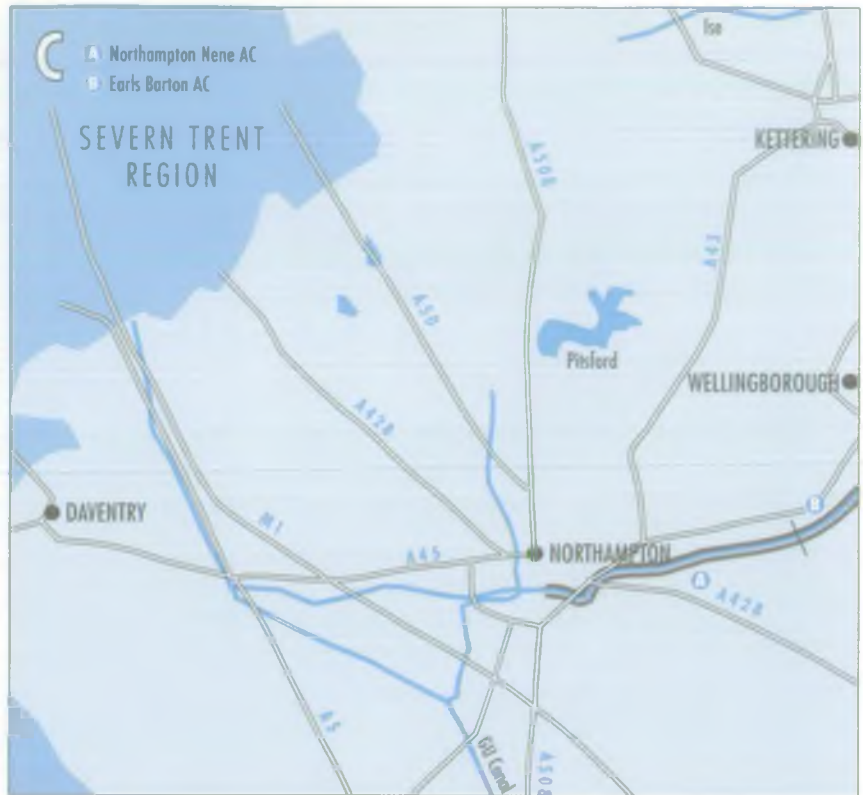 C
A Northampton Nene AC
B Earls Barton AC
SEVERN TRENT
REGION
Ise
KETTERING
A508
A43
A50
Pitsford
WELLINGBOROUGH
A428
DAVENTRY
M1
B
A45
NORTHAMPTON
A
A428
A5
GU Canal
A508